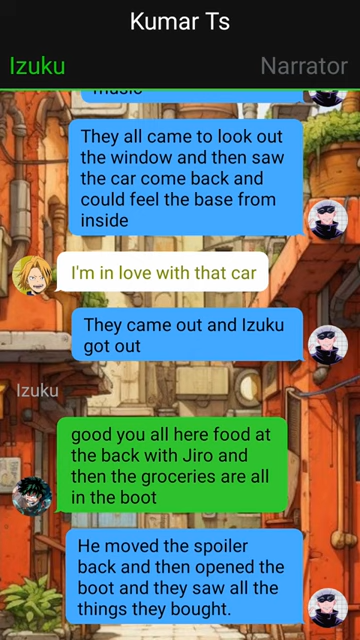 Kumar Ts
Izuku
Narrator
music
They all came to look out
the window and then saw
the car come back and
could feel the base from
inside
I'm in love with that car
They came out and Izuku
got out
Izuku
good you all here food at
the back with Jiro and
then the groceries are all
in the boot
He moved the spoiler
back and then opened the
boot and they saw all the
things they bought.